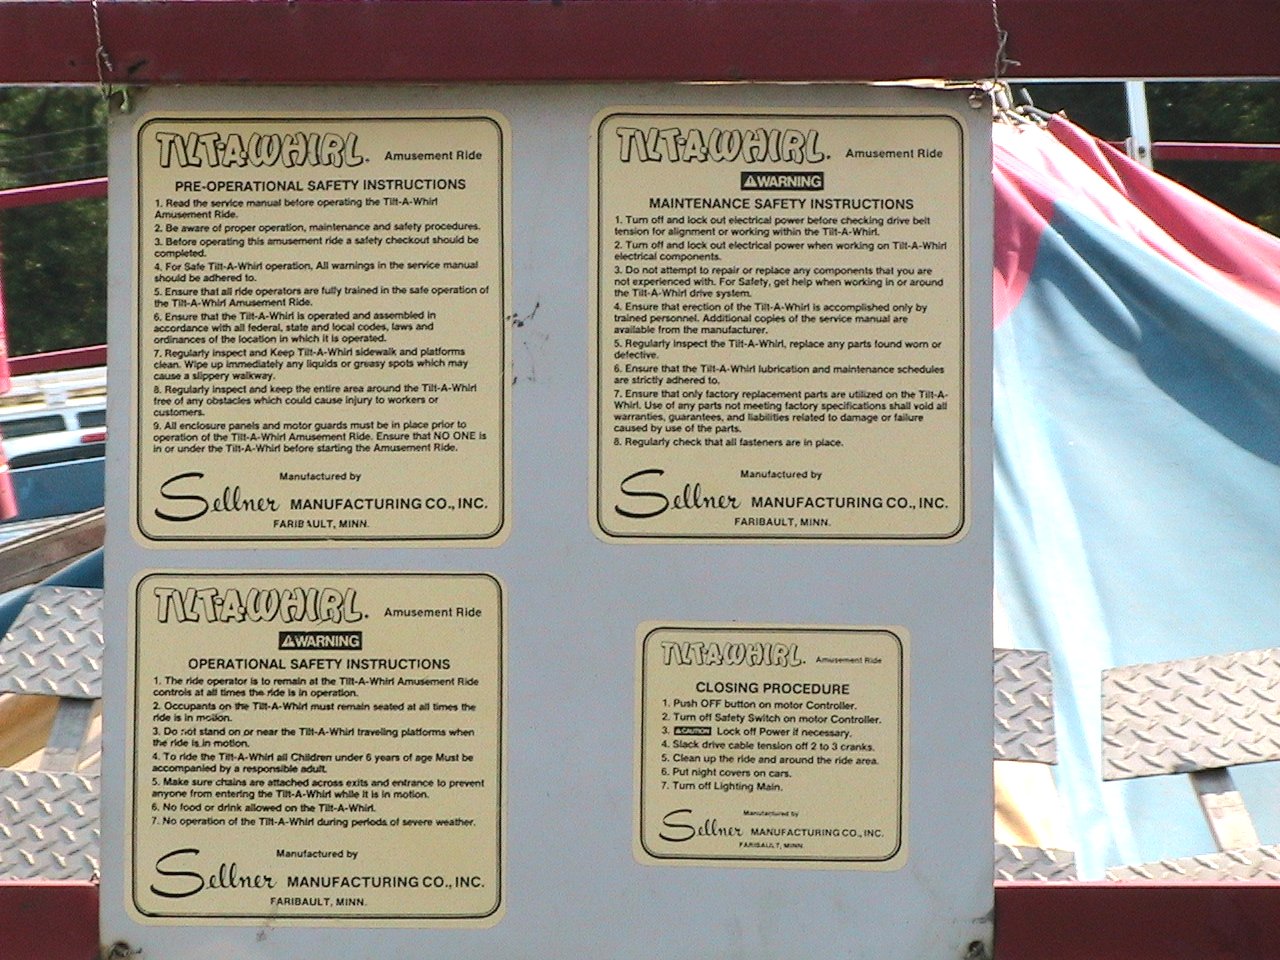 TILT-A-WHIRL. Amusement Ride
PRE-OPERATIONAL SAFETY INSTRUCTIONS
1. Read the service manual before operating the Tilt-A-Whirl
Amusement Ride.
2. Be aware of proper operation, maintenance and safety procedures.
3. Before operating this amusement ride a safety checkout should be
completed.
4. For Safe Tilt-A-Whirl operation, All warnings in the service manual
should be adhered to.
5. Ensure that all ride operators are fully trained in the safe operation of
the Tilt-A-Whirl Amusement Ride.
6. Ensure that the Tilt-A-Whirl is operated and assembled in
accordance with all federal, state and local codes, laws and
ordinances of the location in which it is operated.
7. Regularly inspect and Keep Tilt-A-Whirl sidewalk and platforms
clean. Wipe up immediately any liquids or greasy spots which may
cause a slippery walkway.
8. Regularly inspect and keep the entire area around the Tilt-A-Whirl
free of any obstacles which could cause injury to workers or
customers.
9. All enclosure panels and motor guards must be in place prior to
operation of the Tilt-A-Whirl Amusement Ride. Ensure that NO ONE is
in or under the Tilt-A-Whirl before starting the Amusement Ride.
Manufactured by
Sellner MANUFACTURING CO., INC.
FARIBAULT, MINN.
TILT-A-WHIRL. Amusement Ride
WARNING
MAINTENANCE SAFETY INSTRUCTIONS
1. Turn off and lock out electrical power before checking drive belt
tension for alignment or working within the Tilt-A-Whirl.
2. Turn off and lock out electrical power when working on Tilt-A-Whirl
electrical components.
3. Do not attempt to repair or replace any components that you are
not experienced with. For Safety, get help when working in or around
the Tilt-A-Whirl drive system.
4. Ensure that erection of the Tilt-A-Whirl is accomplished only by
trained personnel. Additional copies of the service manual are
available from the manufacturer.
5. Regularly inspect the Tilt-A-Whirl, replace any parts found worn or
defective.
6. Ensure that the Tilt-A-Whirl lubrication and maintenance schedules
are strictly adhered to.
7. Ensure that only factory replacement parts are utilized on the Tilt-A-
Whirl. Use of any parts not meeting factory specifications shall void all
warranties, guarantees, and liabilities related to damage or failure
caused by use of the parts.
8. Regularly check that all fasteners are in place.
Manufactured by
Sellner MANUFACTURING CO., INC.
FARIBAULT, MINN.
TILT-A-WHIRL. Amusement Ride
WARNING
OPERATIONAL SAFETY INSTRUCTIONS
1. The ride operator is to remain at the Tilt-A-Whirl Amusement Ride
controls at all times the ride is in operation.
2. Occupants on the Tilt-A-Whirl must remain seated at all times the
ride is in motion.
3. Do not stand on or near the Tilt-A-Whirl traveling platforms when
the ride is in motion.
4. To ride the Tilt-A-Whirl all Children under 6 years of age Must be
accompanied by a responsible adult.
5. Make sure chains are attached across exits and entrance to prevent
anyone from entering the Tilt-A-Whirl while it is in motion.
6. No food or drink allowed on the Tilt-A-Whirl.
7. No operation of the Tilt-A-Whirl during periods of severe weather.
Manufactured by
Sellner MANUFACTURING CO., INC.
FARIBAULT, MINN.
TILT-A-WHIRL. Amusement Ride
CLOSING PROCEDURE
1. Push OFF button on motor Controller.
2. Turn off Safety Switch on motor Controller.
3. CAUTION Lock off Power if necessary.
4. Slack drive cable tension off 2 to 3 cranks.
5. Clean up the ride and around the ride area.
6. Put night covers on cars.
7. Turn off Lighting Main.
Manufactured by
Sellner MANUFACTURING CO., INC.
FARIBAULT, MINN.